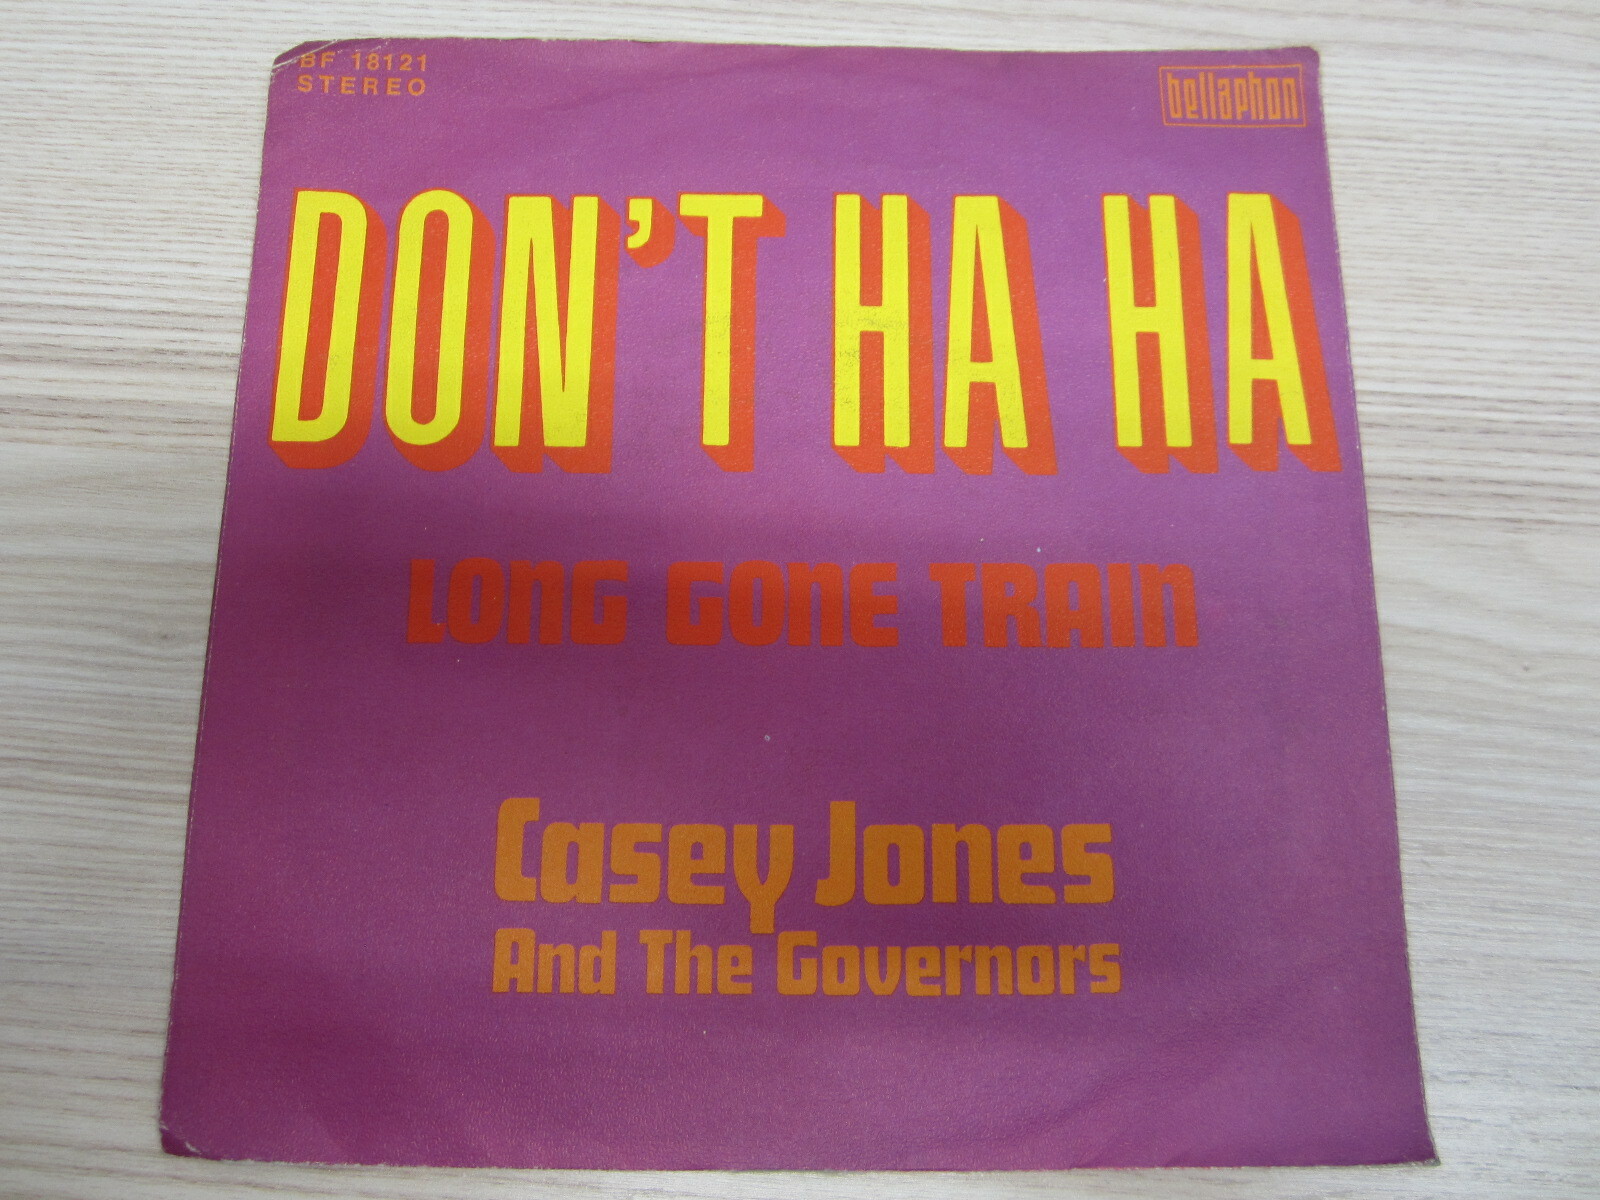 BF 18121
STEREO
bellaphon
DON'T HA HA
LONG GONE TRAIN
Casey Jones
And The Governors